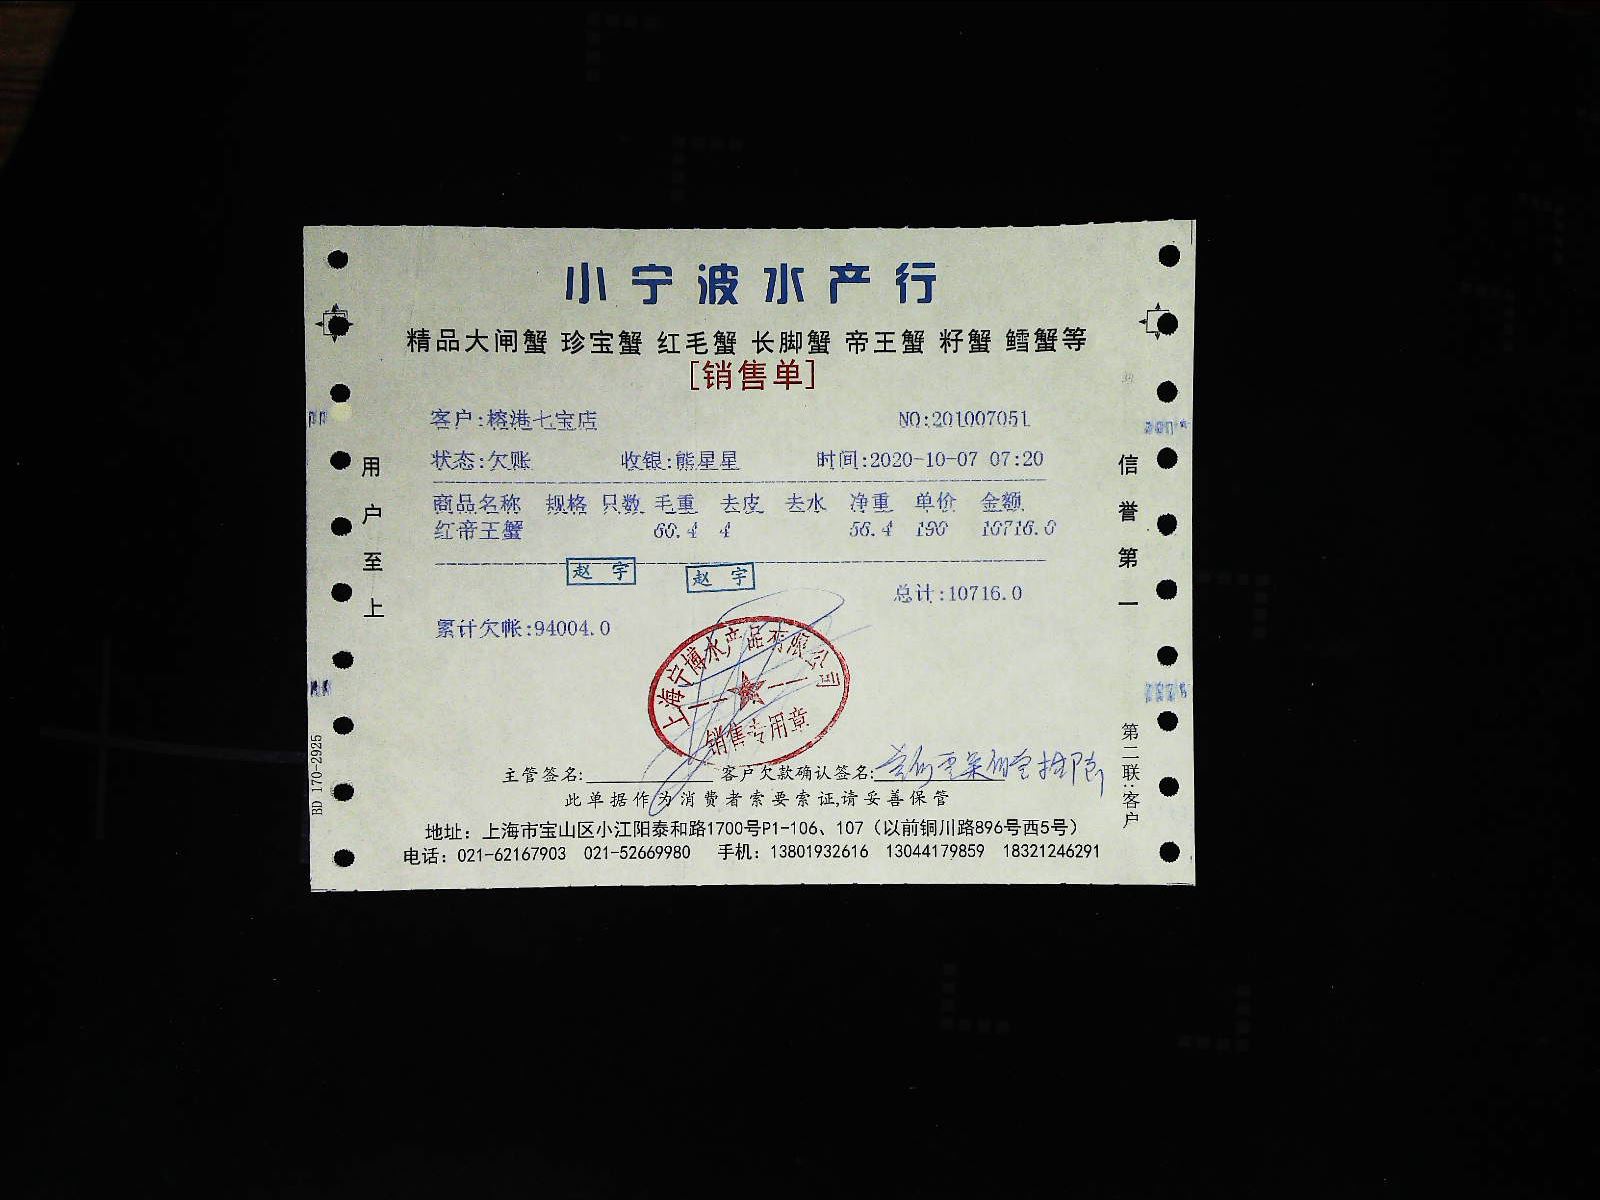 小宁波水产行
精品大闸蟹 珍宝蟹 红毛蟹 长脚蟹 帝王蟹 籽蟹 鳕蟹等
[销售单]
客户:榕港七宝店 NO:201007051
状态:欠账 收银:熊星星 时间:2020-10-07 07:20
商品名称 规格 只数 毛重 去皮 去水 净重 单价 金额
红帝王蟹 60.4 4 56.4 190 10716.0
赵宇 赵宇
总计:10716.0
累计欠帐:94004.0
上海宁博水产品有限公司
销售专用章
主管签名: 客户欠款确认签名:
此单据作为消费者索要索证,请妥善保管
地址：上海市宝山区小江阳泰和路1700号P1-106、107（以前铜川路896号西5号）
电话：021-62167903 021-52669980 手机：13801932616 13044179859 18321246291
用户至上
信誉第一
第二联:客户
BD 170-2925